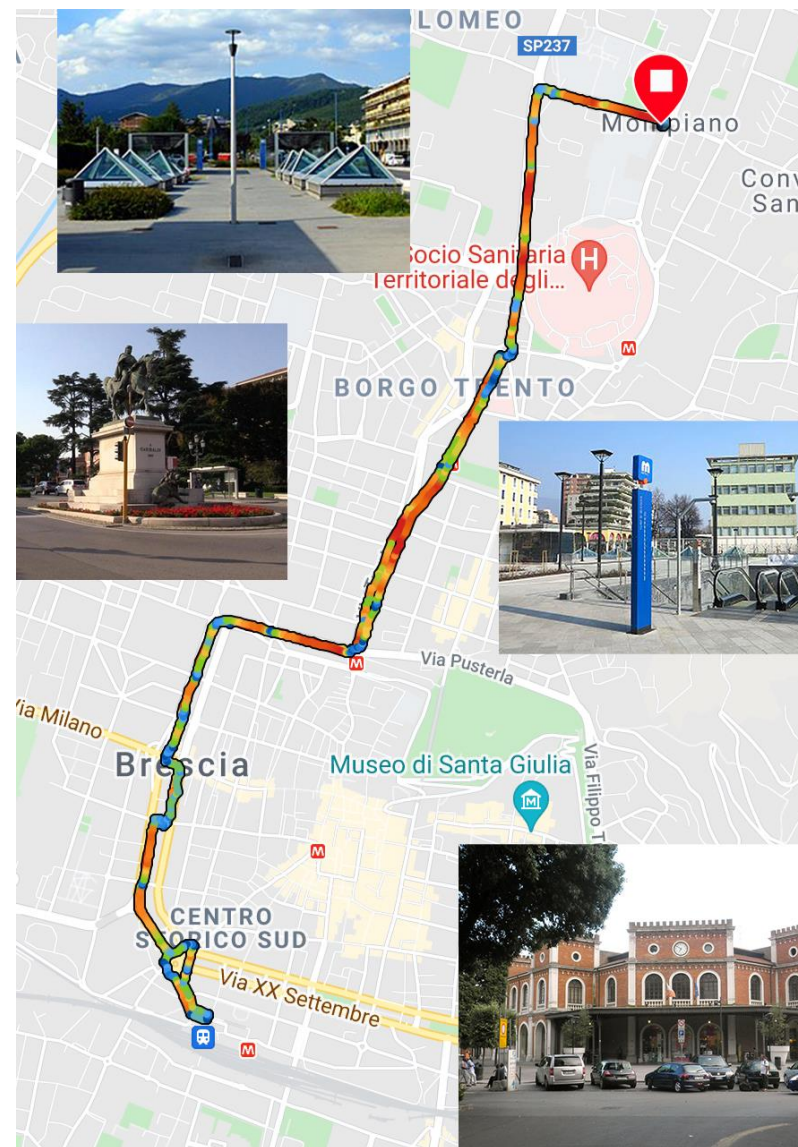 OLOMEO
SP237
Mompiano
Conv
San
Socio Sanitaria
Territoriale degli...
H
M
BORGO TRENTO
GARIBALDI
m
M
Via Pusterla
Via Milano
Brescia
Museo di Santa Giulia
Via Filippo T
M
CENTRO
STORICO SUD
Via XX Settembre
M
P